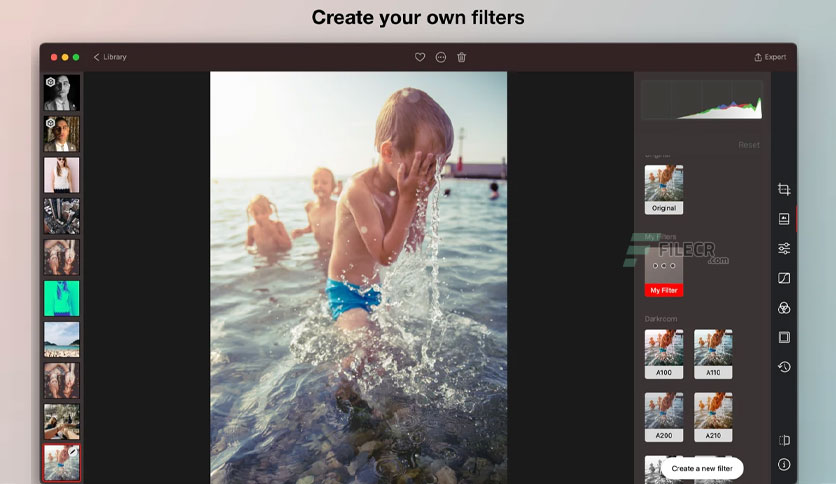 Create your own filters
Library
Expert
Reset
Original
Original
My Filters
FILECR
.com
My Filter
Darkroom
A100
A110
A200
A210
Create a new filter